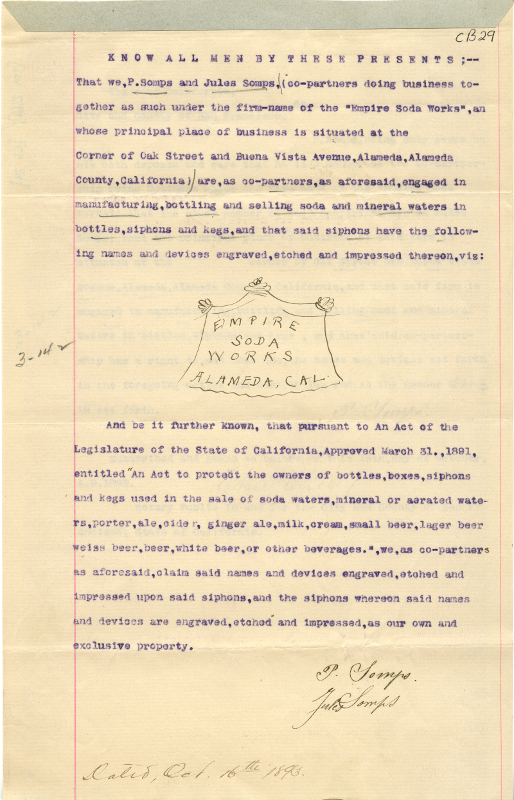 CB29
KNOW ALL MEN BY THESE PRESENTS;--
That we,P.Somps and Jules Somps,(co-partners doing business to-
gether as such under the firm-name of the "Empire Soda Works",an
whose principal place of business is situated at the
Corner of Oak Street and Buena Vista Avenue,Alameda,Alameda
County,California) are,as co-partners,as aforesaid,engaged in
manufacturing,bottling and selling soda and mineral waters in
bottles,siphons and kegs,and that said siphons have the follow-
ing names and devices engraved,etched and impressed thereon,viz:
EMPIRE
SODA
WORKS
ALAMEDA, CAL.
3-142
And be it further known, that pursuant to An Act of the
Legislature of the State of California,Approved March 31.,1891,
entitled "An Act to protect the owners of bottles,boxes,siphons
and kegs used in the sale of soda waters,mineral or aerated wate-
rs,porter,ale,cider, ginger ale,milk,cream,small beer,lager beer
weiss beer,beer,white beer,or other beverages.",we,as co-partners
as aforesaid,claim said names and devices engraved,etched and
impressed upon said siphons,and the siphons whereon said names
and devices are engraved,etched and impressed,as our own and
exclusive property.
P. Somps.
Jules Somps
Dated, Oct. 16th 1893.